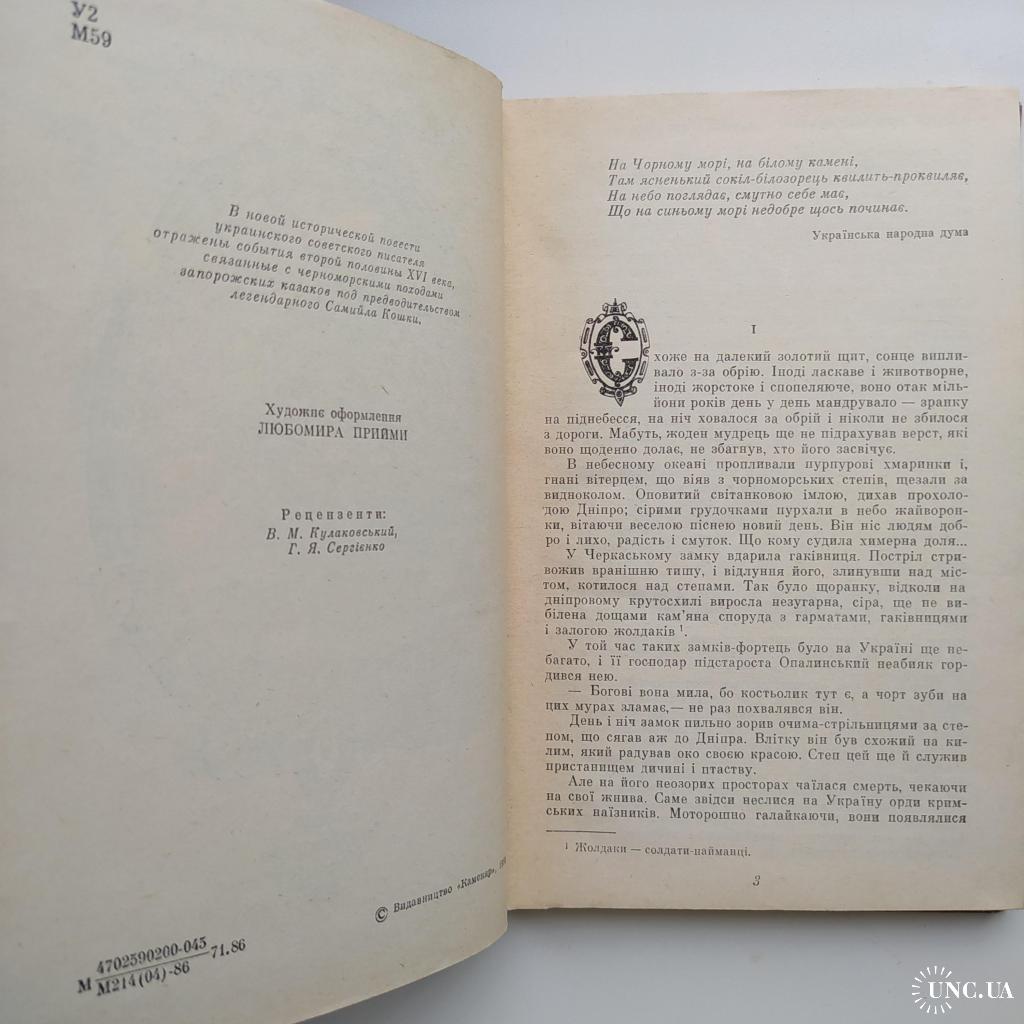 У2
М59
В новой исторической повести
украинского советского писателя
отражены события второй половины XVI века,
связанные с черноморскими походами
запорожских казаков под предводительством
легендарного Самийла Кошки.
Художнє оформлення
ЛЮБОМИРА ПРИЙМИ
Рецензенти:
В. М. Кулаковський,
Г. Я. Сергієнко
© Видавництво «Каменяр»,
М 4702590200-045
М214(04)-86 71.86
На Чорному морі, на білому камені,
Там ясненький сокіл-білозорець квилить-проквиляє,
На небо поглядає, смутно себе має,
Що на синьому морі недобре щось починає.
Українська народна дума
I
Схоже на далекий золотий щит, сонце випли-
вало з-за обрію. Іноді ласкаве і животворне,
іноді жорстоке і спопеляюче, воно отак міль-
йони років день у день мандрувало — зранку
на піднебесся, на ніч ховалося за обрій і ніколи не збилося
з дороги. Мабуть, жоден мудрець ще не підрахував верст, які
воно щоденно долає, не збагнув, хто його засвічує.
В небесному океані пропливали пурпурові хмаринки і,
гнані вітерцем, що віяв з чорноморських степів, щезали за
видноколом. Оповитий світанковою імлою, дихав прохоло-
дою Дніпро; сірими грудочками пурхали в небо жайворон-
ки, вітаючи веселою піснею новий день. Він ніс людям доб-
ро і лихо, радість і смуток. Що кому судила химерна доля...
У Черкаському замку вдарила гаківниця. Постріл стри-
вожив вранішню тишу, і відлуння його, злинувши над міс-
том, котилося над степами. Так було щоранку, відколи на
дніпровому крутосхилі виросла незугарна, сіра, ще не ви-
білена дощами кам’яна споруда з гарматами, гаківницями
і залогою жолдаків ¹.
У той час таких замків-фортець було на Україні ще не-
багато, і її господар підстароста Опалинський неабияк гор-
дився нею.
— Богові вона мила, бо костьолик тут є, а чорт зуби на
цих мурах зламає,— не раз похвалявся він.
День і ніч замок пильно зорив очима-стрільницями за сте-
пом, що сягав аж до Дніпра. Влітку він був схожий на ки-
лим, який радував око своєю красою. Степ цей ще й служив
пристанищем дичині і птаству.
Але на його неозорих просторах чаїлася смерть, чекаючи
на свої жнива. Саме звідси неслися на Україну орди крим-
ських наїзників. Моторошно галайкаючи, вони появлялися
¹ Жолдаки — солдати-найманці.
3
UNC.UA